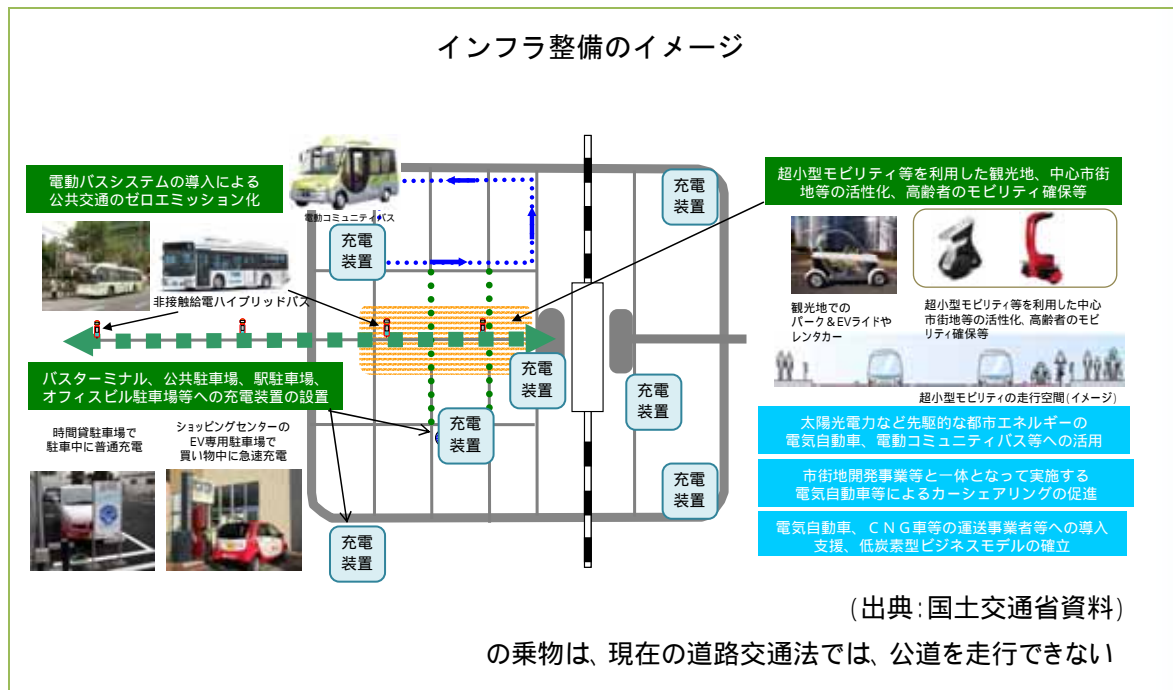 インフラ整備のイメージ
電動バスシステムの導入による
公共交通のゼロエミッション化
電動コミュニティバス
非接触給電ハイブリッドバス
充電
装置
充電
装置
超小型モビリティ等を利用した観光地、中心市街
地等の活性化、高齢者のモビリティ確保等
観光地での
パーク&EVライドや
レンタカー
超小型モビリティ等を利用した中心
市街地等の活性化、高齢者のモビ
リティ確保等
超小型モビリティの走行空間(イメージ)
バスターミナル、公共駐車場、駅駐車場、
オフィスビル駐車場等への充電装置の設置
充電
装置
充電
装置
充電
装置
充電
装置
充電
装置
時間貸駐車場で
駐車中に普通充電
ショッピングセンターの
EV専用駐車場で
買い物中に急速充電
太陽光電力など先駆的な都市エネルギーの
電気自動車、電動コミュニティバス等への活用
市街地開発事業等と一体となって実施する
電気自動車等によるカーシェアリングの促進
電気自動車、CNG車等の運送事業者等への導入
支援、低炭素型ビジネスモデルの確立
(出典:国土交通省資料)
の乗物は、現在の道路交通法では、公道を走行できない